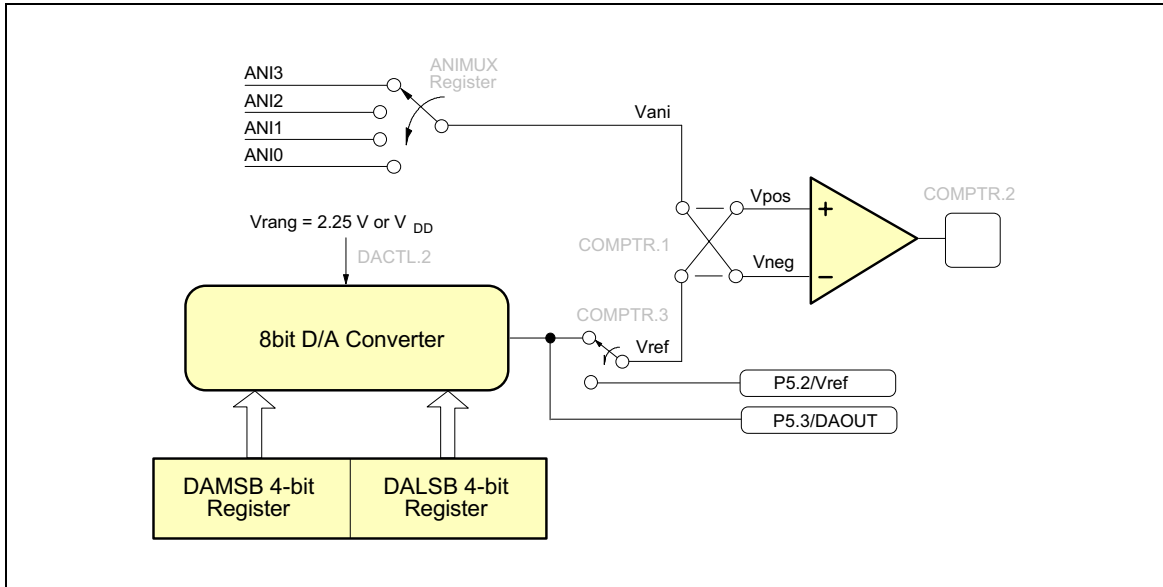 ANI3
ANI2
ANI1
ANI0
ANIMUX
Register
Vani
Vrang = 2.25 V or V DD
DACTL.2
COMPTR.1
Vpos
Vneg
+
−
COMPTR.2
8bit D/A Converter
COMPTR.3
Vref
P5.2/Vref
P5.3/DAOUT
DAMSB 4-bit
Register
DALSB 4-bit
Register